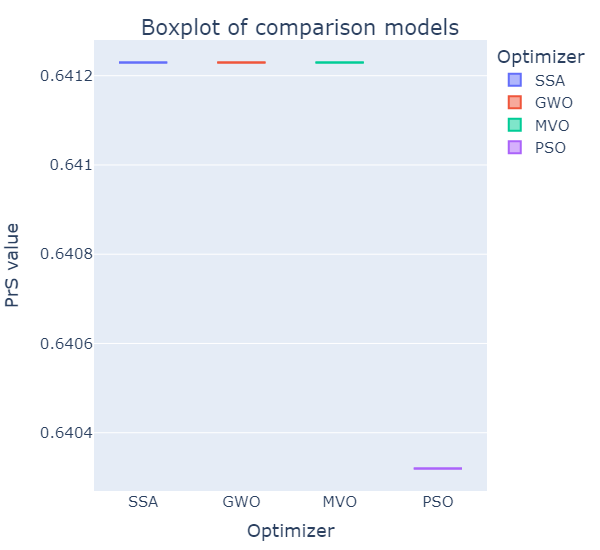 Boxplot of comparison models
PrS value
0.6412
0.641
0.6408
0.6406
0.6404
SSA
GWO
MVO
PSO
Optimizer
Optimizer
SSA
GWO
MVO
PSO